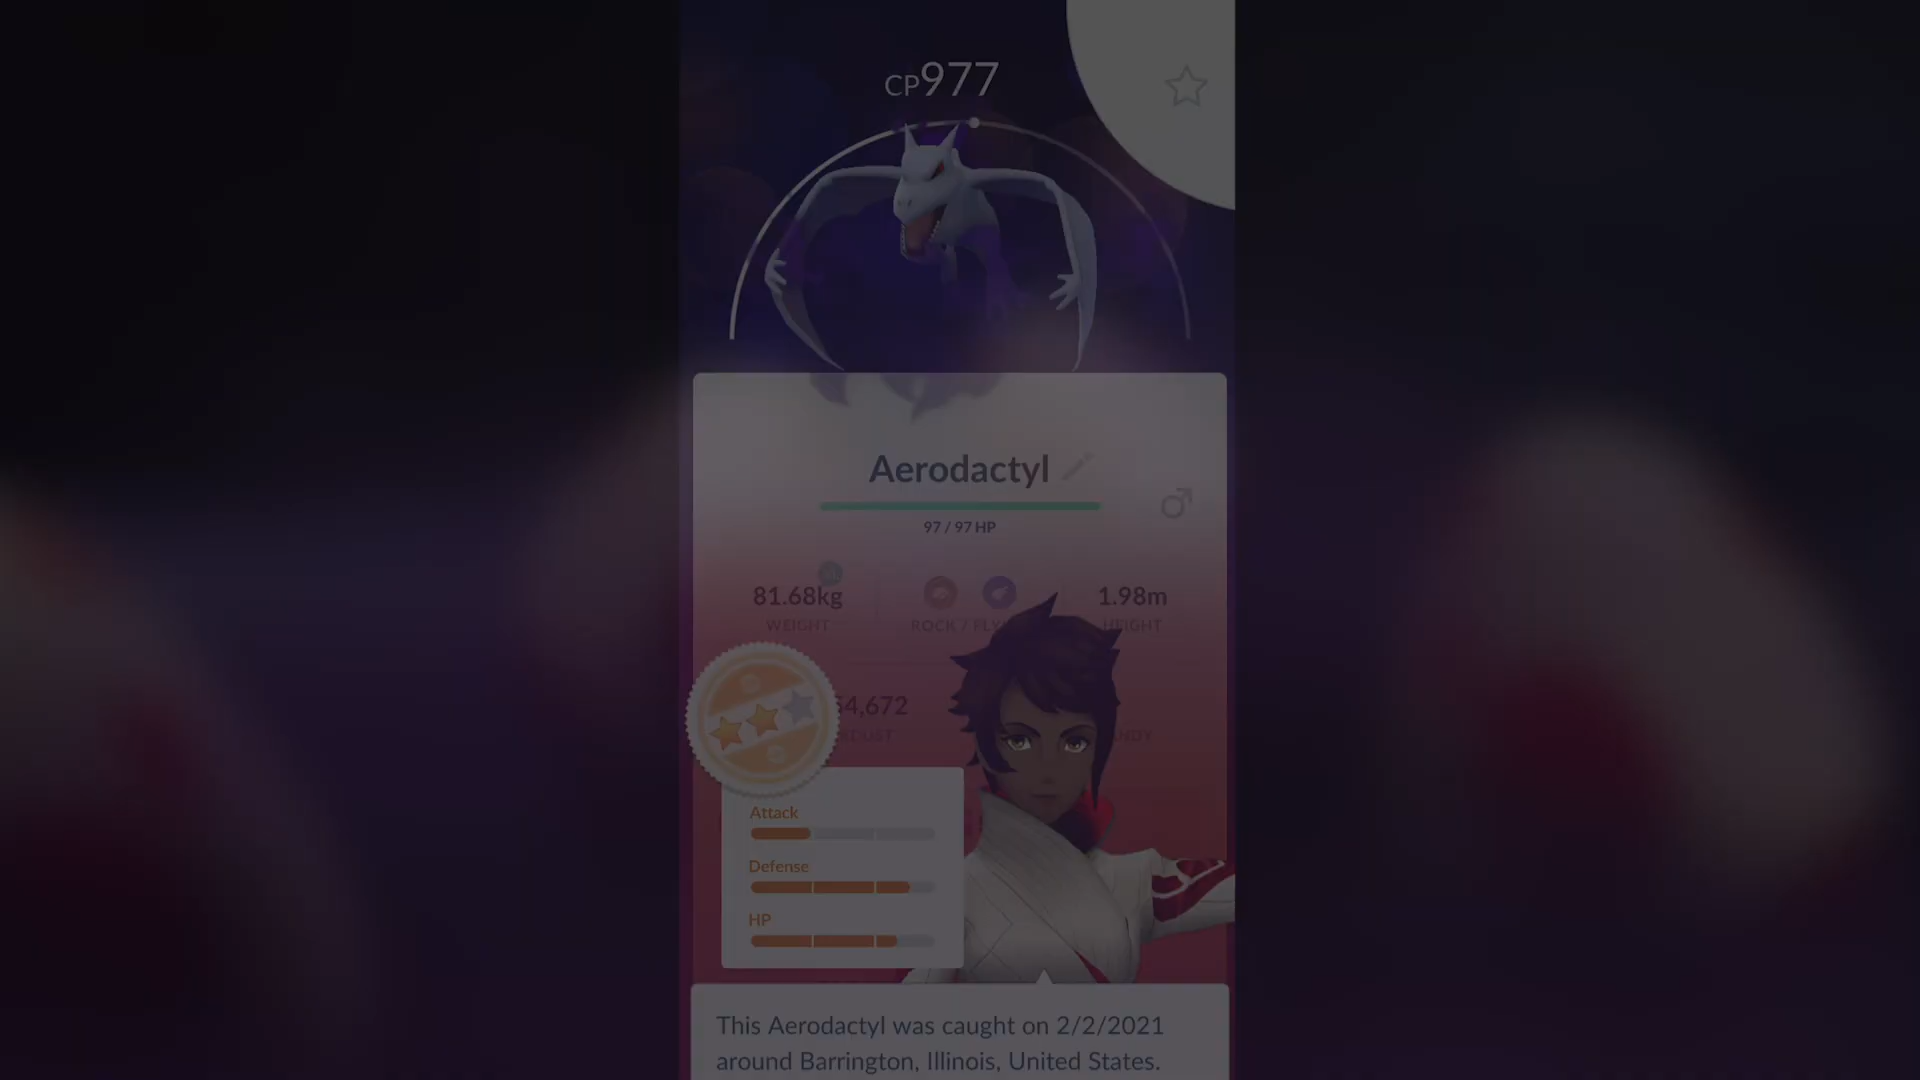 CP977
Aerodactyl
97 / 97 HP
81.68kg
1.98m
WEIGHT
ROCK /
HEIGHT
Attack
Defense
HP
This Aerodactyl was caught on 2/2/2021
around Barrington, Illinois, United States.